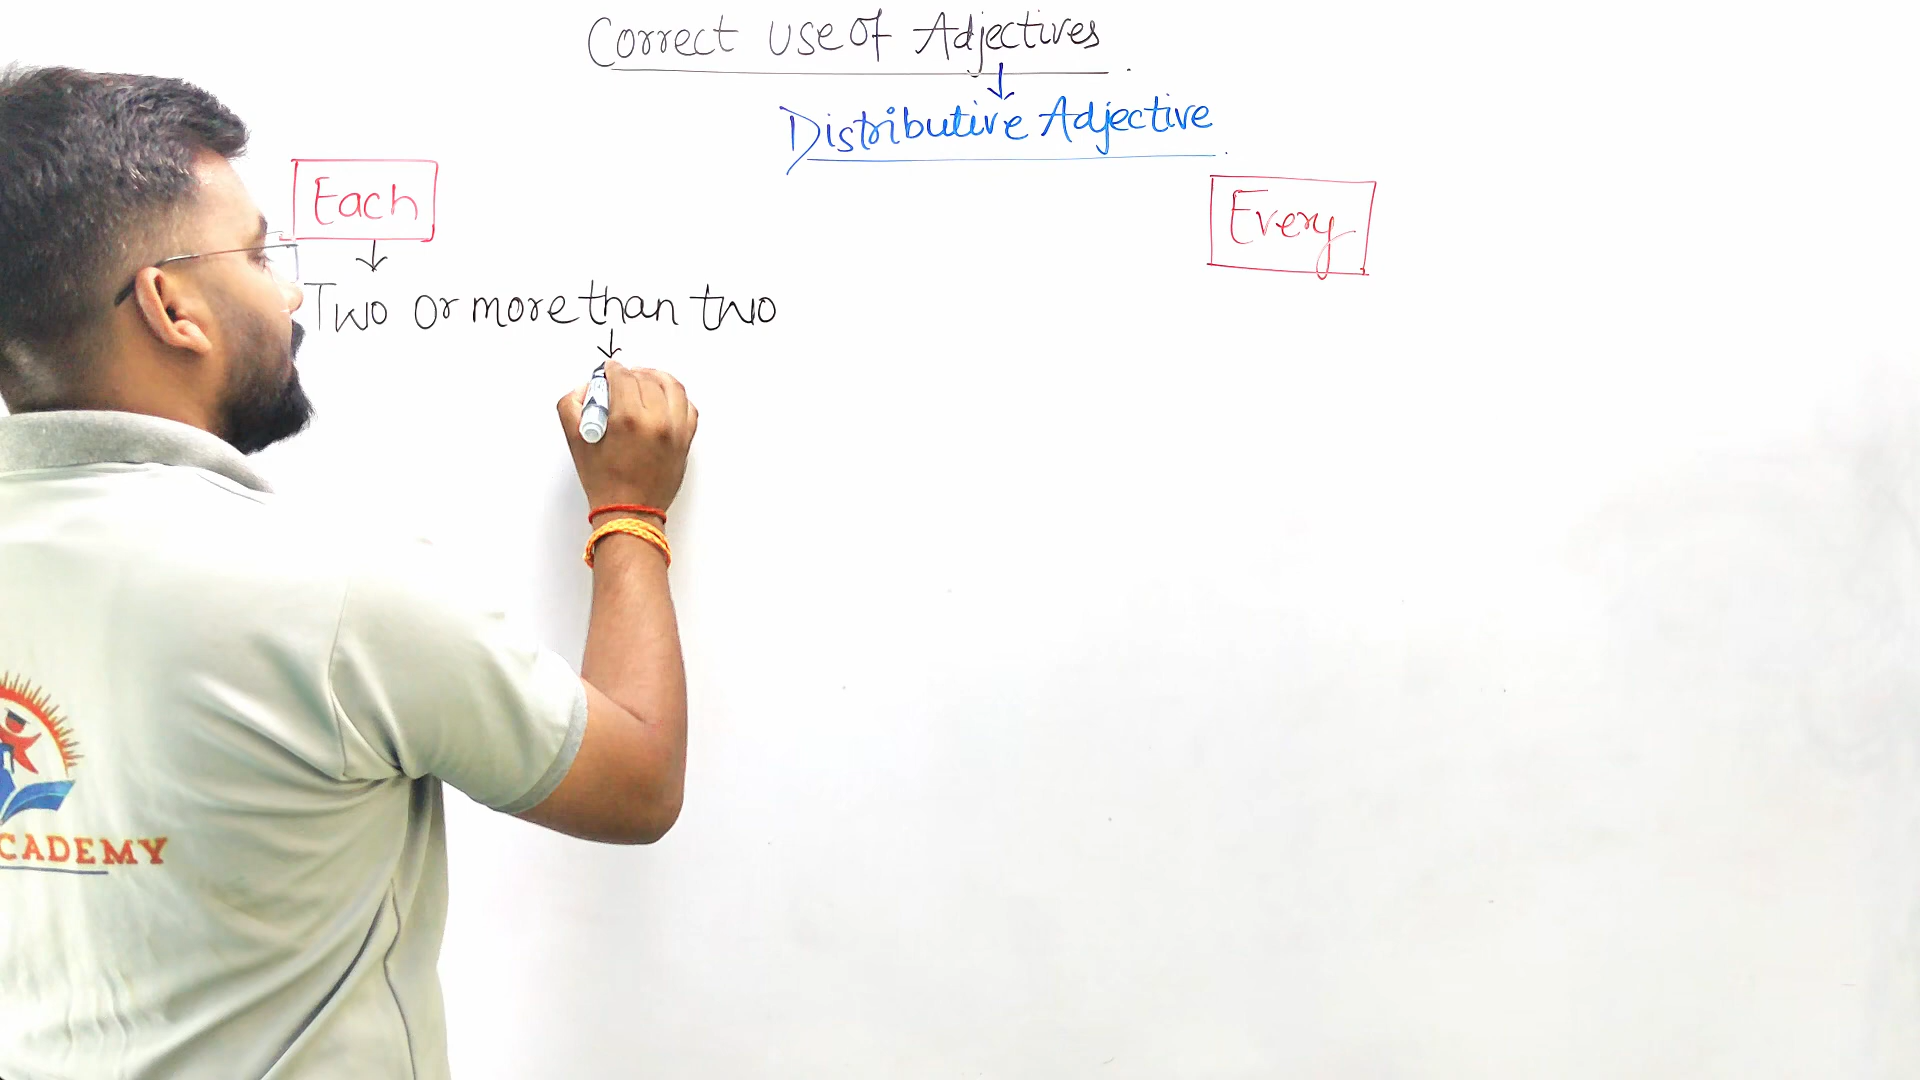 Correct use of Adjectives
Distributive Adjective
Each
Every
Two or more than two
CADEMY